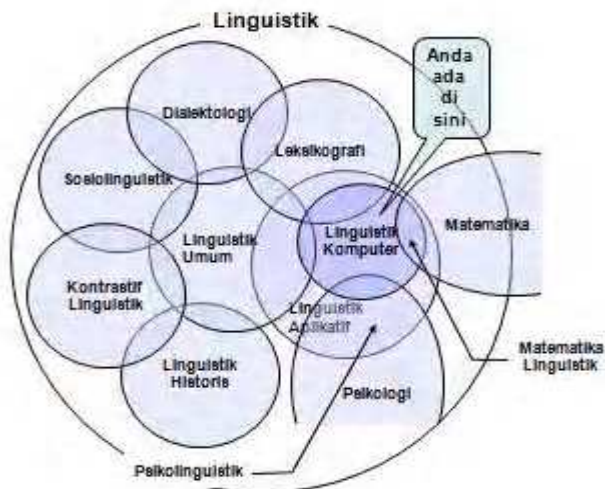 Linguistik
Anda
ada
di
sini
Dialektologi
Leksikografi
Sosiolinguistik
Linguistik
Umum
Linguistik
Komputer
Matematika
Kontrastif
Linguistik
Linguistik
Aplikatif
Linguistik
Historis
Psikologi
Matematika
Linguistik
Psikolinguistik